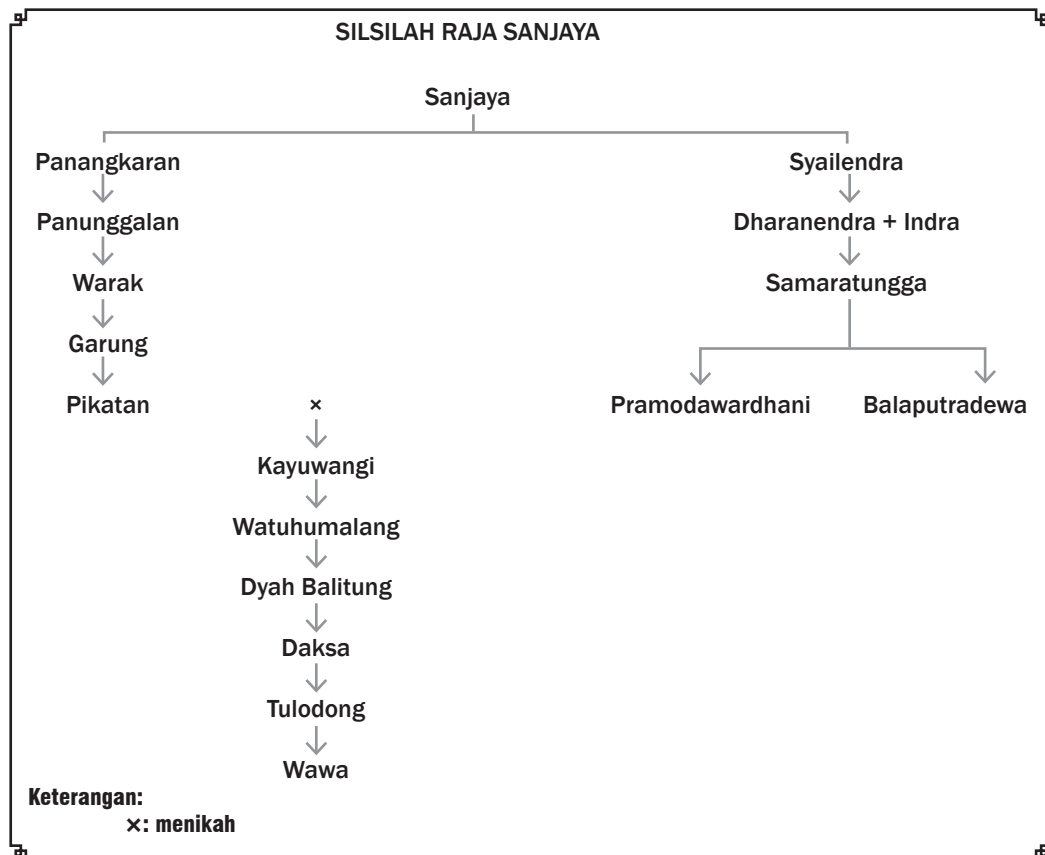 SILSILAH RAJA SANJAYA
Sanjaya
Panangkaran Syailendra
Panunggalan Dharanendra + Indra
Warak Samaratungga
Garung
Pikatan × Pramodawardhani Balaputradewa
Kayuwangi
Watuhumalang
Dyah Balitung
Daksa
Tulodong
Wawa
Keterangan:
×: menikah